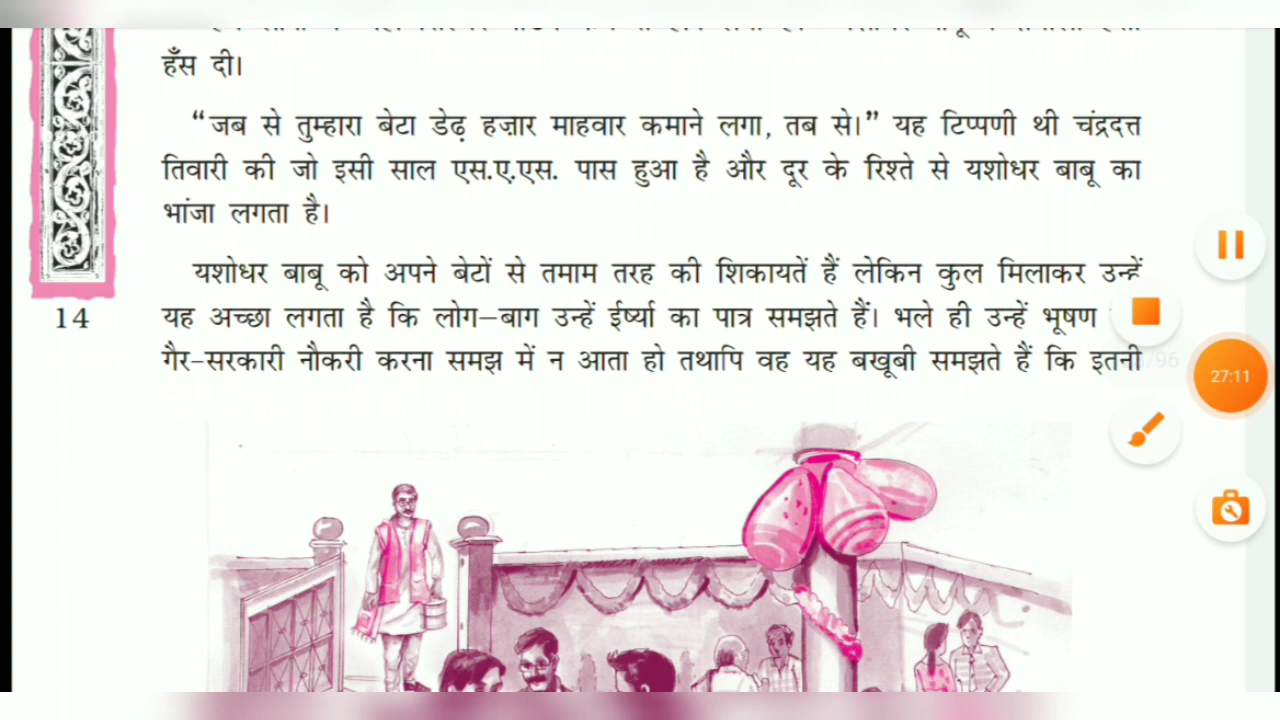 हँस दी।
“जब से तुम्हारा बेटा डेढ़ हज़ार माहवार कमाने लगा, तब से।” यह टिप्पणी थी चंद्रदत्त
तिवारी की जो इसी साल एस.ए.एस. पास हुआ है और दूर के रिश्ते से यशोधर बाबू का
भांजा लगता है।
यशोधर बाबू को अपने बेटों से तमाम तरह की शिकायतें हैं लेकिन कुल मिलाकर उन्हें
यह अच्छा लगता है कि लोग–बाग उन्हें ईर्ष्या का पात्र समझते हैं। भले ही उन्हें भूषण
14
गैर–सरकारी नौकरी करना समझ में न आता हो तथापि वह यह बखूबी समझते हैं कि इतनी
/96
27:11